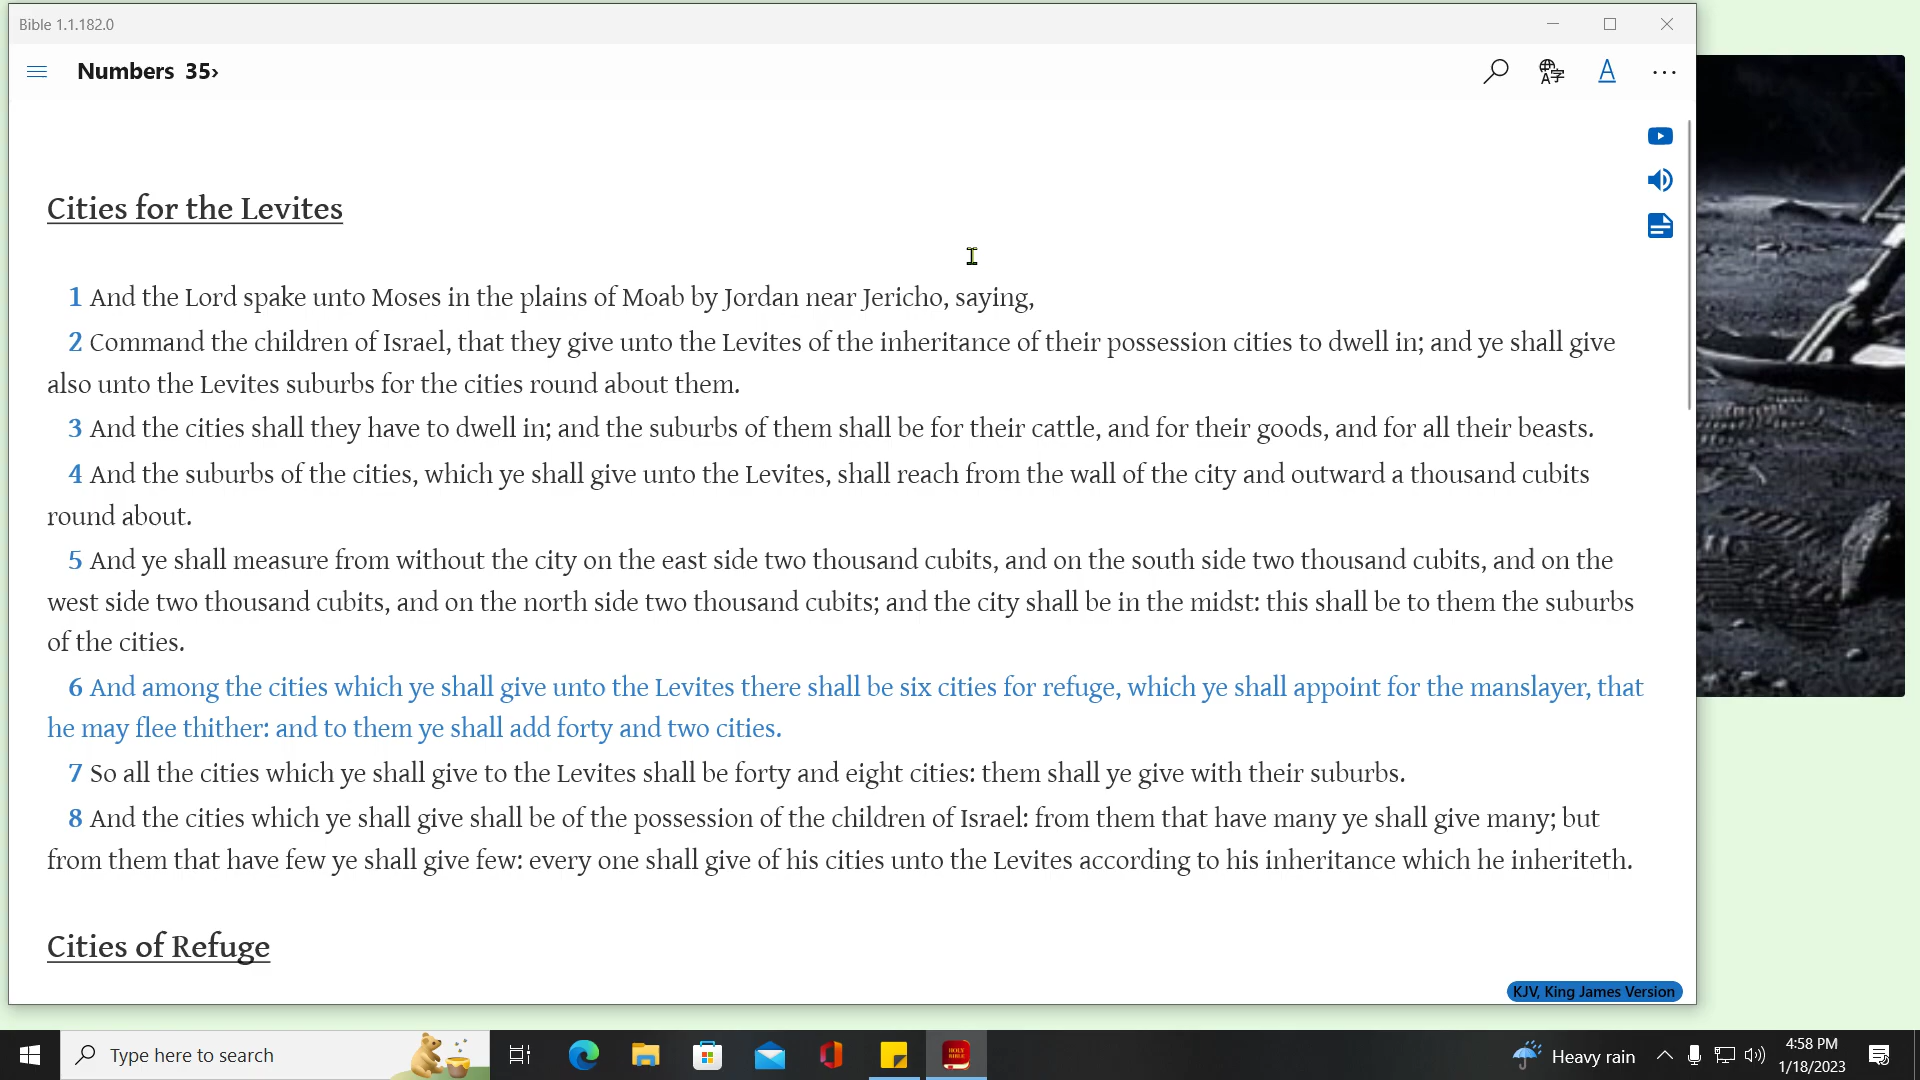 Bible 1.1.182.0
Numbers 35›
Cities for the Levites
1 And the Lord spake unto Moses in the plains of Moab by Jordan near Jericho, saying,
2 Command the children of Israel, that they give unto the Levites of the inheritance of their possession cities to dwell in; and ye shall give
also unto the Levites suburbs for the cities round about them.
3 And the cities shall they have to dwell in; and the suburbs of them shall be for their cattle, and for their goods, and for all their beasts.
4 And the suburbs of the cities, which ye shall give unto the Levites, shall reach from the wall of the city and outward a thousand cubits
round about.
5 And ye shall measure from without the city on the east side two thousand cubits, and on the south side two thousand cubits, and on the
west side two thousand cubits, and on the north side two thousand cubits; and the city shall be in the midst: this shall be to them the suburbs
of the cities.
6 And among the cities which ye shall give unto the Levites there shall be six cities for refuge, which ye shall appoint for the manslayer, that
he may flee thither: and to them ye shall add forty and two cities.
7 So all the cities which ye shall give to the Levites shall be forty and eight cities: them shall ye give with their suburbs.
8 And the cities which ye shall give shall be of the possession of the children of Israel: from them that have many ye shall give many; but
from them that have few ye shall give few: every one shall give of his cities unto the Levites according to his inheritance which he inheriteth.
Cities of Refuge
KJV, King James Version
Type here to search
HOLY BIBLE
Heavy rain
4:58 PM
1/18/2023